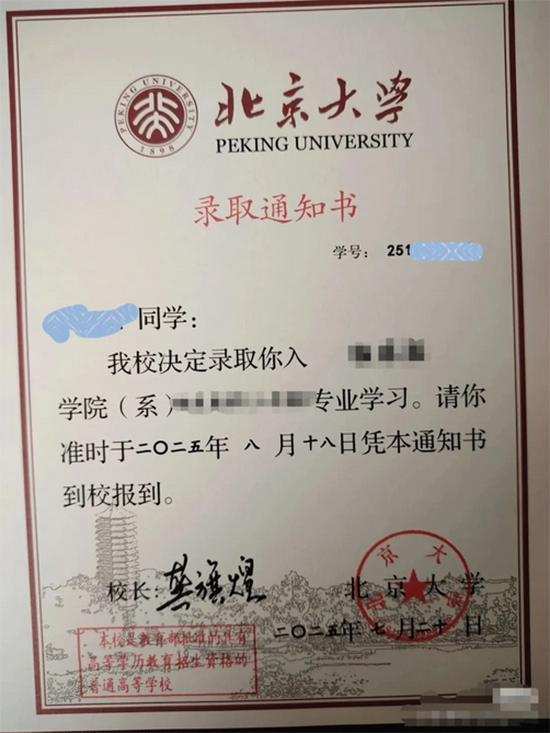 PEKING UNIVERSITY
1898
北京大学
PEKING UNIVERSITY
录取通知书
学号: 251
同学:
我校决定录取你入
学院（系）专业学习。请你
准时于二〇二五年 八 月十八日凭本通知书
到校报到。
校长: 龚旗煌
北京大学
北京大学
二〇二五年七月二十日
本校是教育部批准的具有
高等学历教育招生资格的
普通高等学校